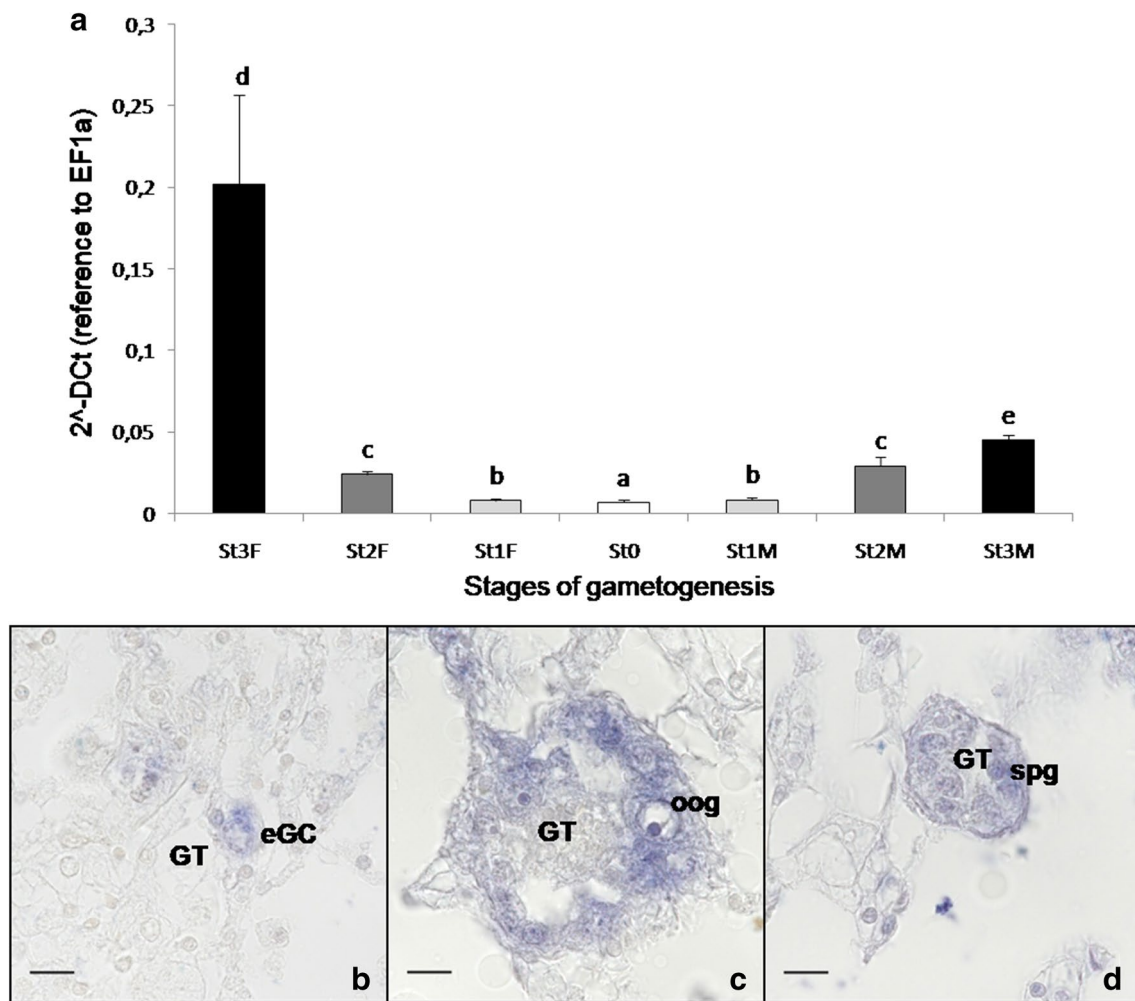 a
2^-DCt (reference to EF1a)
0,3
0,25
0,2
0,15
0,1
0,05
0
d
c
b
a
b
c
e
St3F St2F St1F St0 St1M St2M St3M
Stages of gametogenesis
GT eGC
b
GT oog
c
GT spg
d